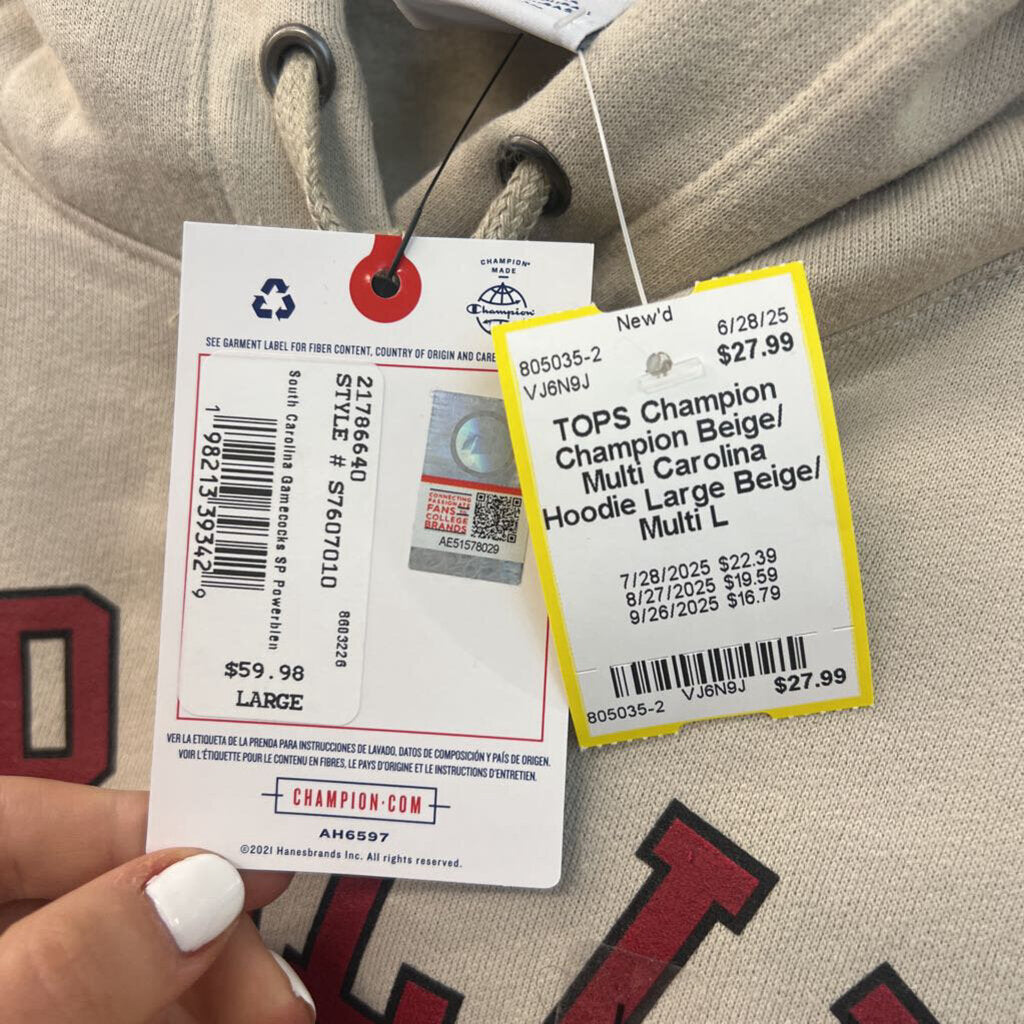 CHAMPION®
MADE
Champion
SEE GARMENT LABEL FOR FIBER CONTENT, COUNTRY OF ORIGIN AND CARE
21786640
STYLE # S7607010
8603226
South Carolina Gamecocks SP Powerblen
1 98213 39342 9
$59.98
LARGE
CONNECTING
PASSIONATE
FANS TO
COLLEGE
BRANDS
AE51578029
VER LA ETIQUETA DE LA PRENDA PARA INSTRUCCIONES DE LAVADO, DATOS DE COMPOSICIÓN Y PAÍS DE ORIGEN.
VOIR L'ÉTIQUETTE POUR LE CONTENU EN FIBRES, LE PAYS D'ORIGINE ET LE INSTRUCTIONS D'ENTRETIEN.
CHAMPION·COM
AH6597
©2021 Hanesbrands Inc. All rights reserved.
New'd
805035-2 6/28/25
VJ6N9J $27.99
TOPS Champion
Champion Beige/
Multi Carolina
Hoodie Large Beige/
Multi L
7/28/2025 $22.39
8/27/2025 $19.59
9/26/2025 $16.79
VJ6N9J
805035-2 $27.99